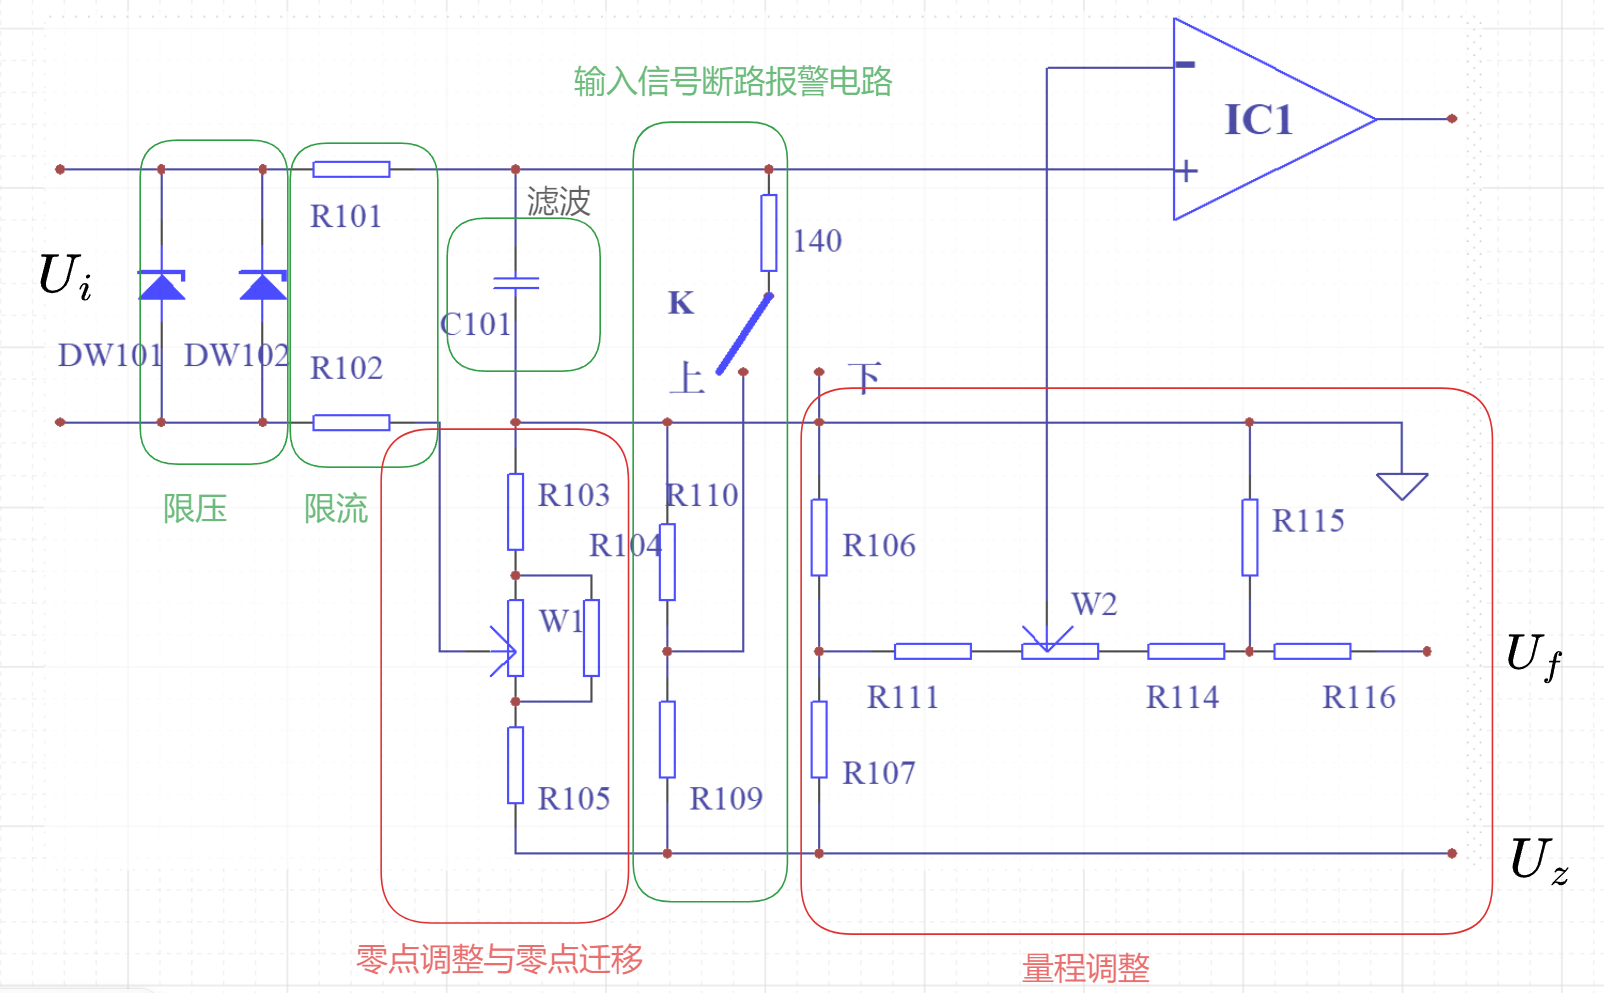 输入信号断路报警电路
−
IC1
+
滤波
R101
140
U_i
K
C101
DW101
DW102
R102
上
下
限压
限流
R103
R110
R104
R106
R115
W1
W2
U_f
R111
R114
R116
R105
R109
R107
U_z
零点调整与零点迁移
量程调整